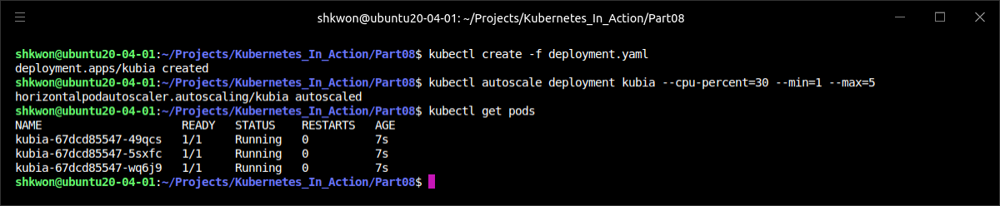 shkwon@ubuntu20-04-01: ~/Projects/Kubernetes_In_Action/Part08
shkwon@ubuntu20-04-01:~/Projects/Kubernetes_In_Action/Part08$ kubectl create -f deployment.yaml
deployment.apps/kubia created
shkwon@ubuntu20-04-01:~/Projects/Kubernetes_In_Action/Part08$ kubectl autoscale deployment kubia --cpu-percent=30 --min=1 --max=5
horizontalpodautoscaler.autoscaling/kubia autoscaled
shkwon@ubuntu20-04-01:~/Projects/Kubernetes_In_Action/Part08$ kubectl get pods
NAME                     READY   STATUS    RESTARTS   AGE
kubia-67dcd85547-49qcs   1/1     Running   0          7s
kubia-67dcd85547-5sxfc   1/1     Running   0          7s
kubia-67dcd85547-wq6j9   1/1     Running   0          7s
shkwon@ubuntu20-04-01:~/Projects/Kubernetes_In_Action/Part08$